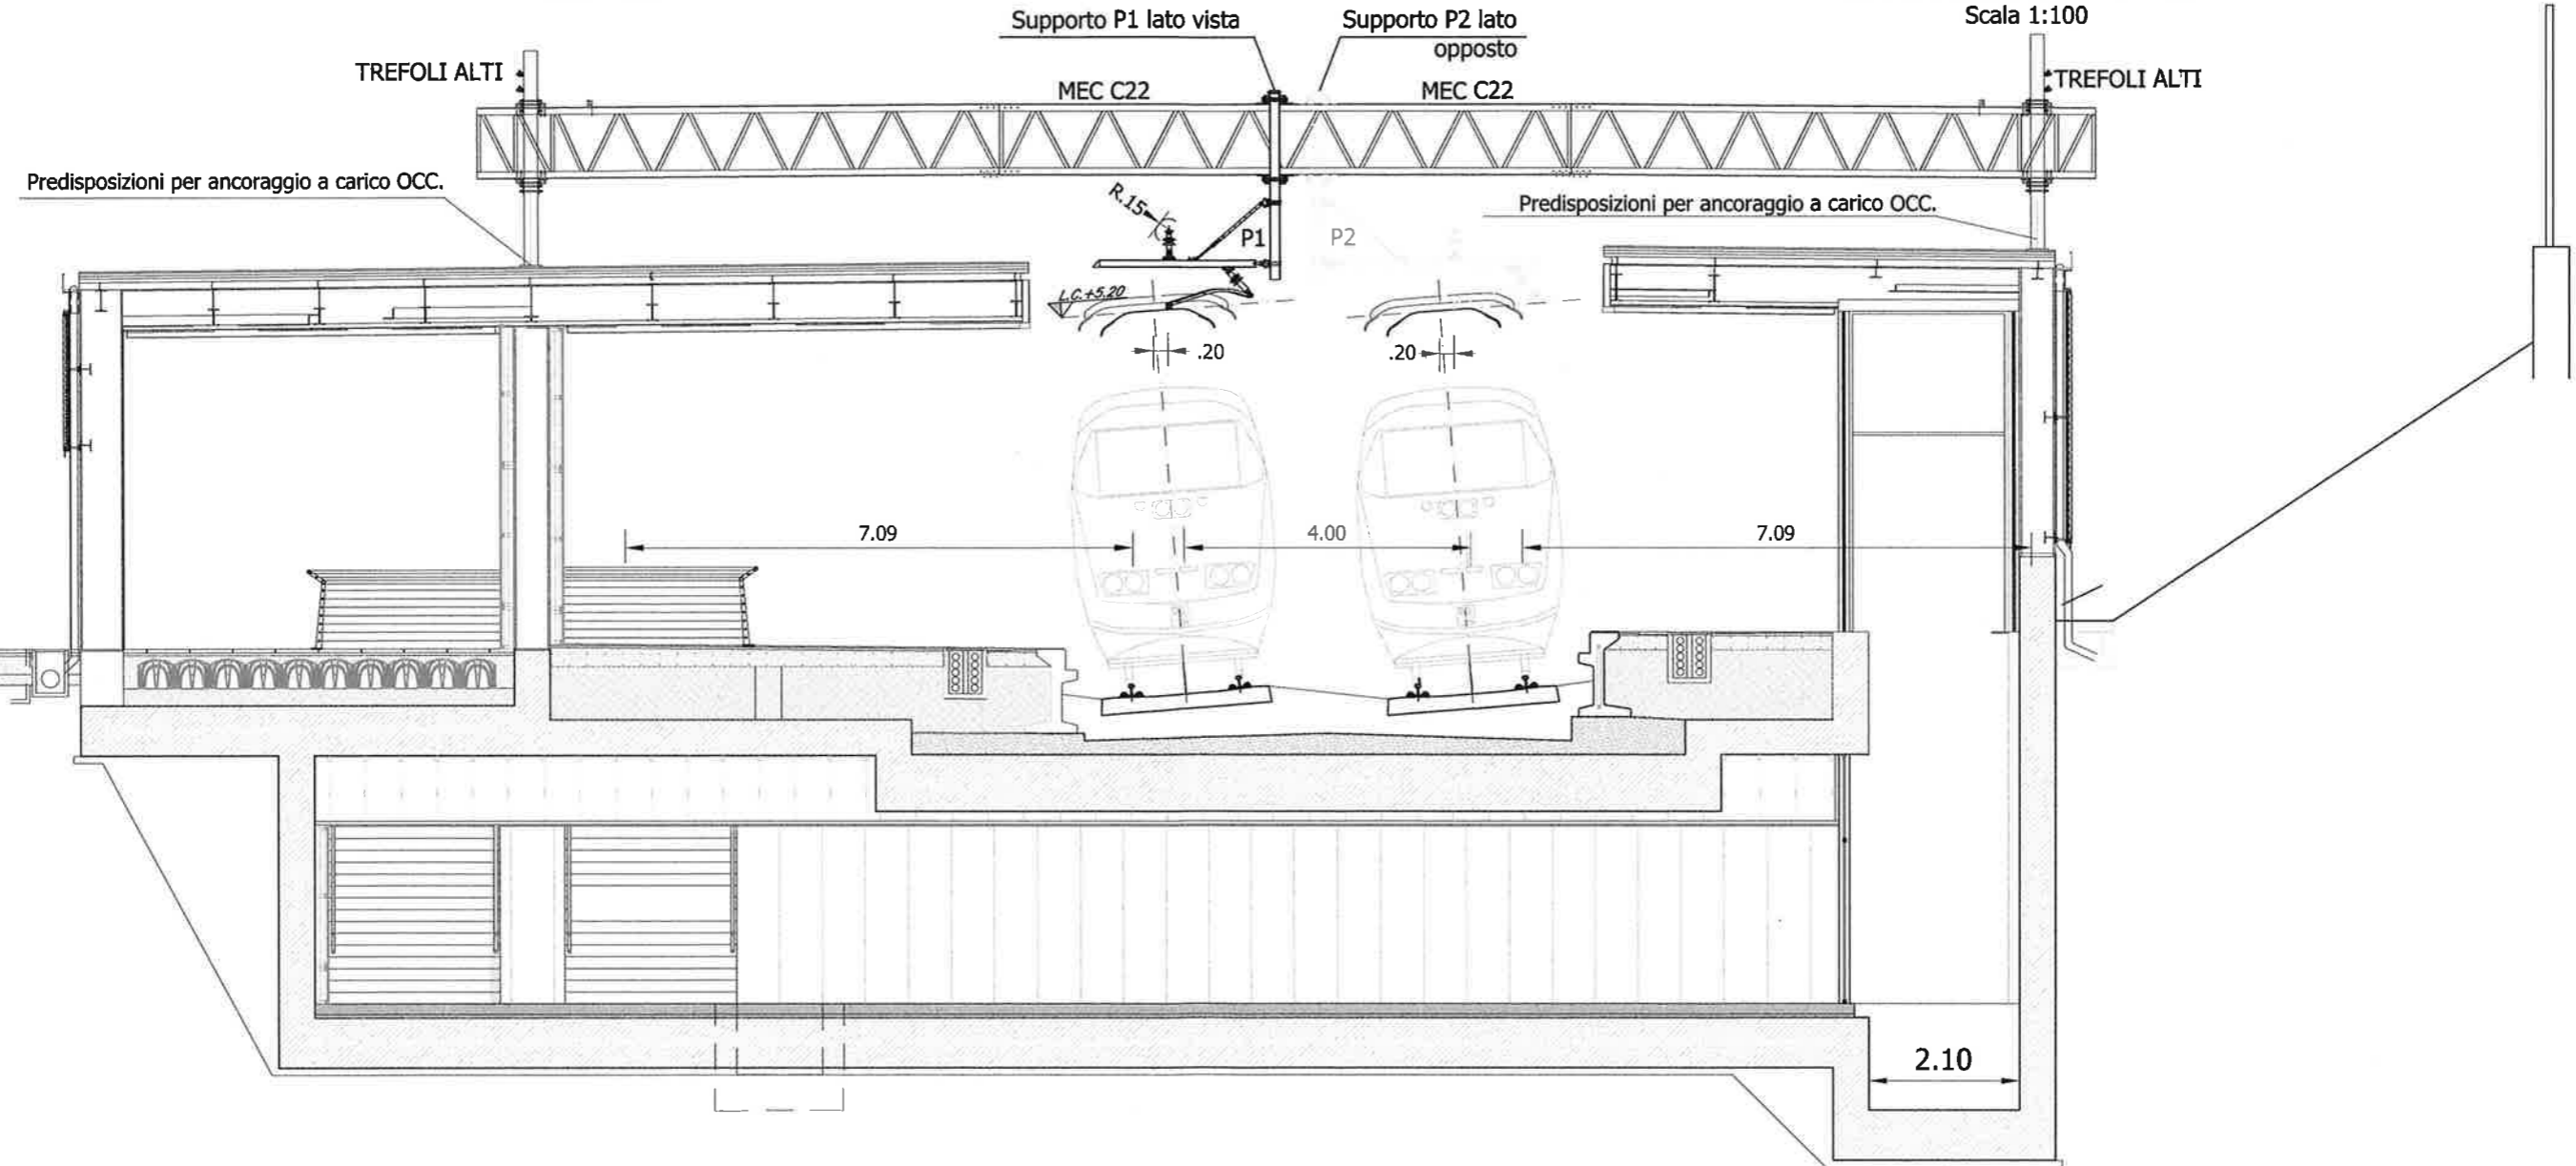 Supporto P1 lato vista
Supporto P2 lato
opposto
Scala 1:100
TREFOLI ALTI
MEC C22
MEC C22
TREFOLI ALTI
Predisposizioni per ancoraggio a carico OCC.
R.15
P1
P2
Predisposizioni per ancoraggio a carico OCC.
L.C.+5.20
.20
.20
7.09
4.00
7.09
2.10